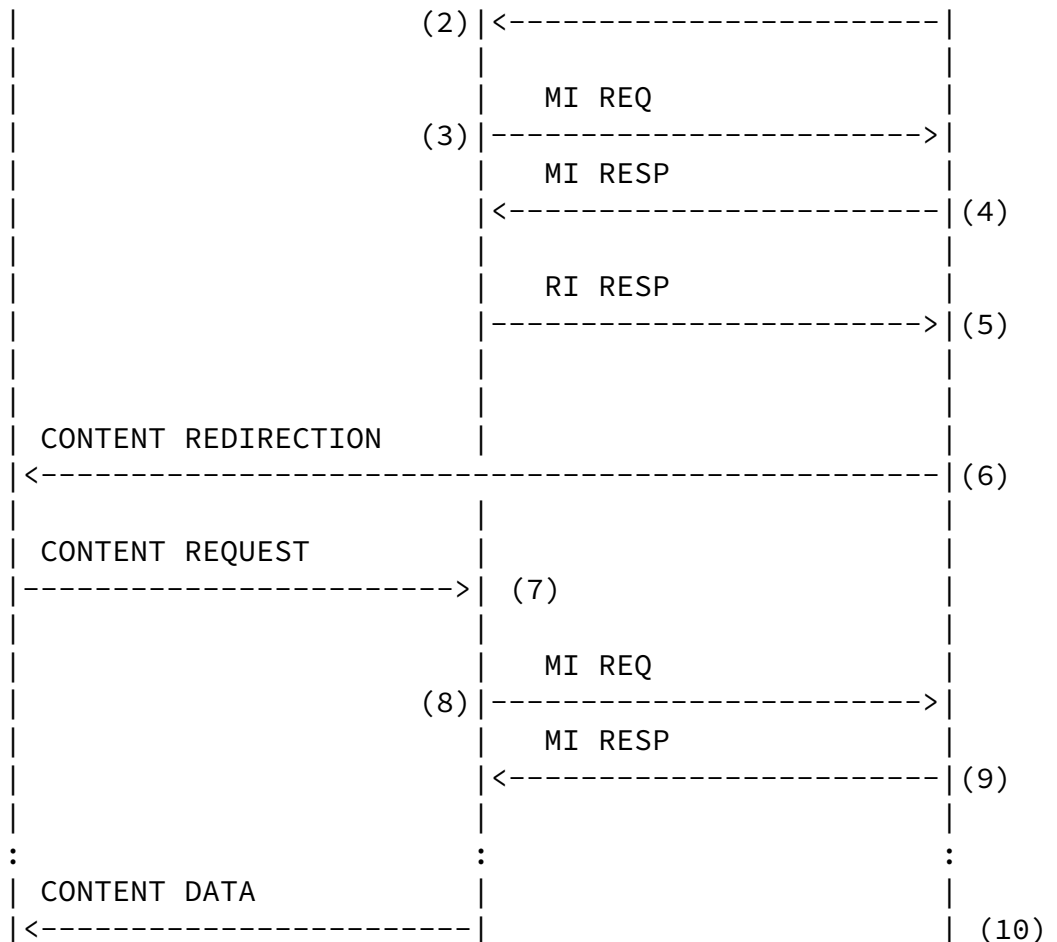 (2)
MI REQ
(3)
MI RESP
(4)
RI RESP
(5)
CONTENT REDIRECTION
(6)
CONTENT REQUEST
(7)
MI REQ
(8)
MI RESP
(9)
: : :
CONTENT DATA
(10)